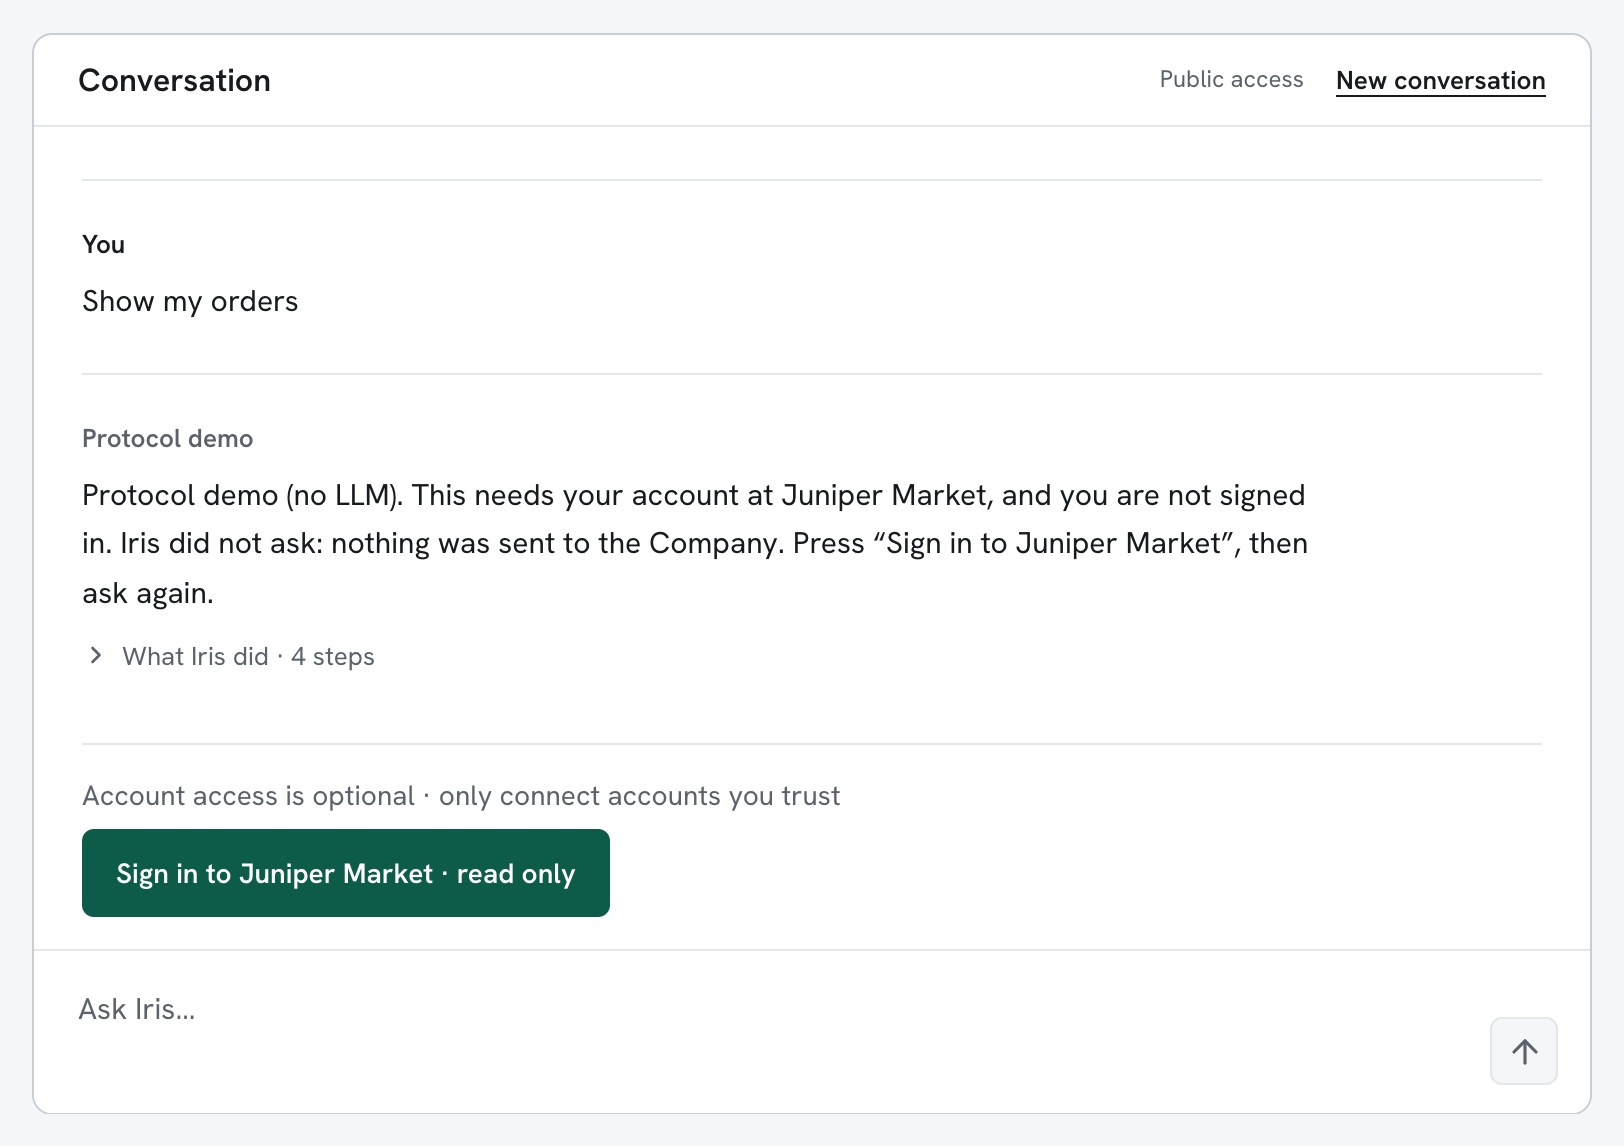 Conversation
Public access
New conversation
You
Show my orders
Protocol demo
Protocol demo (no LLM). This needs your account at Juniper Market, and you are not signed
in. Iris did not ask: nothing was sent to the Company. Press “Sign in to Juniper Market”, then
ask again.
What Iris did · 4 steps
Account access is optional · only connect accounts you trust
Sign in to Juniper Market · read only
Ask Iris...